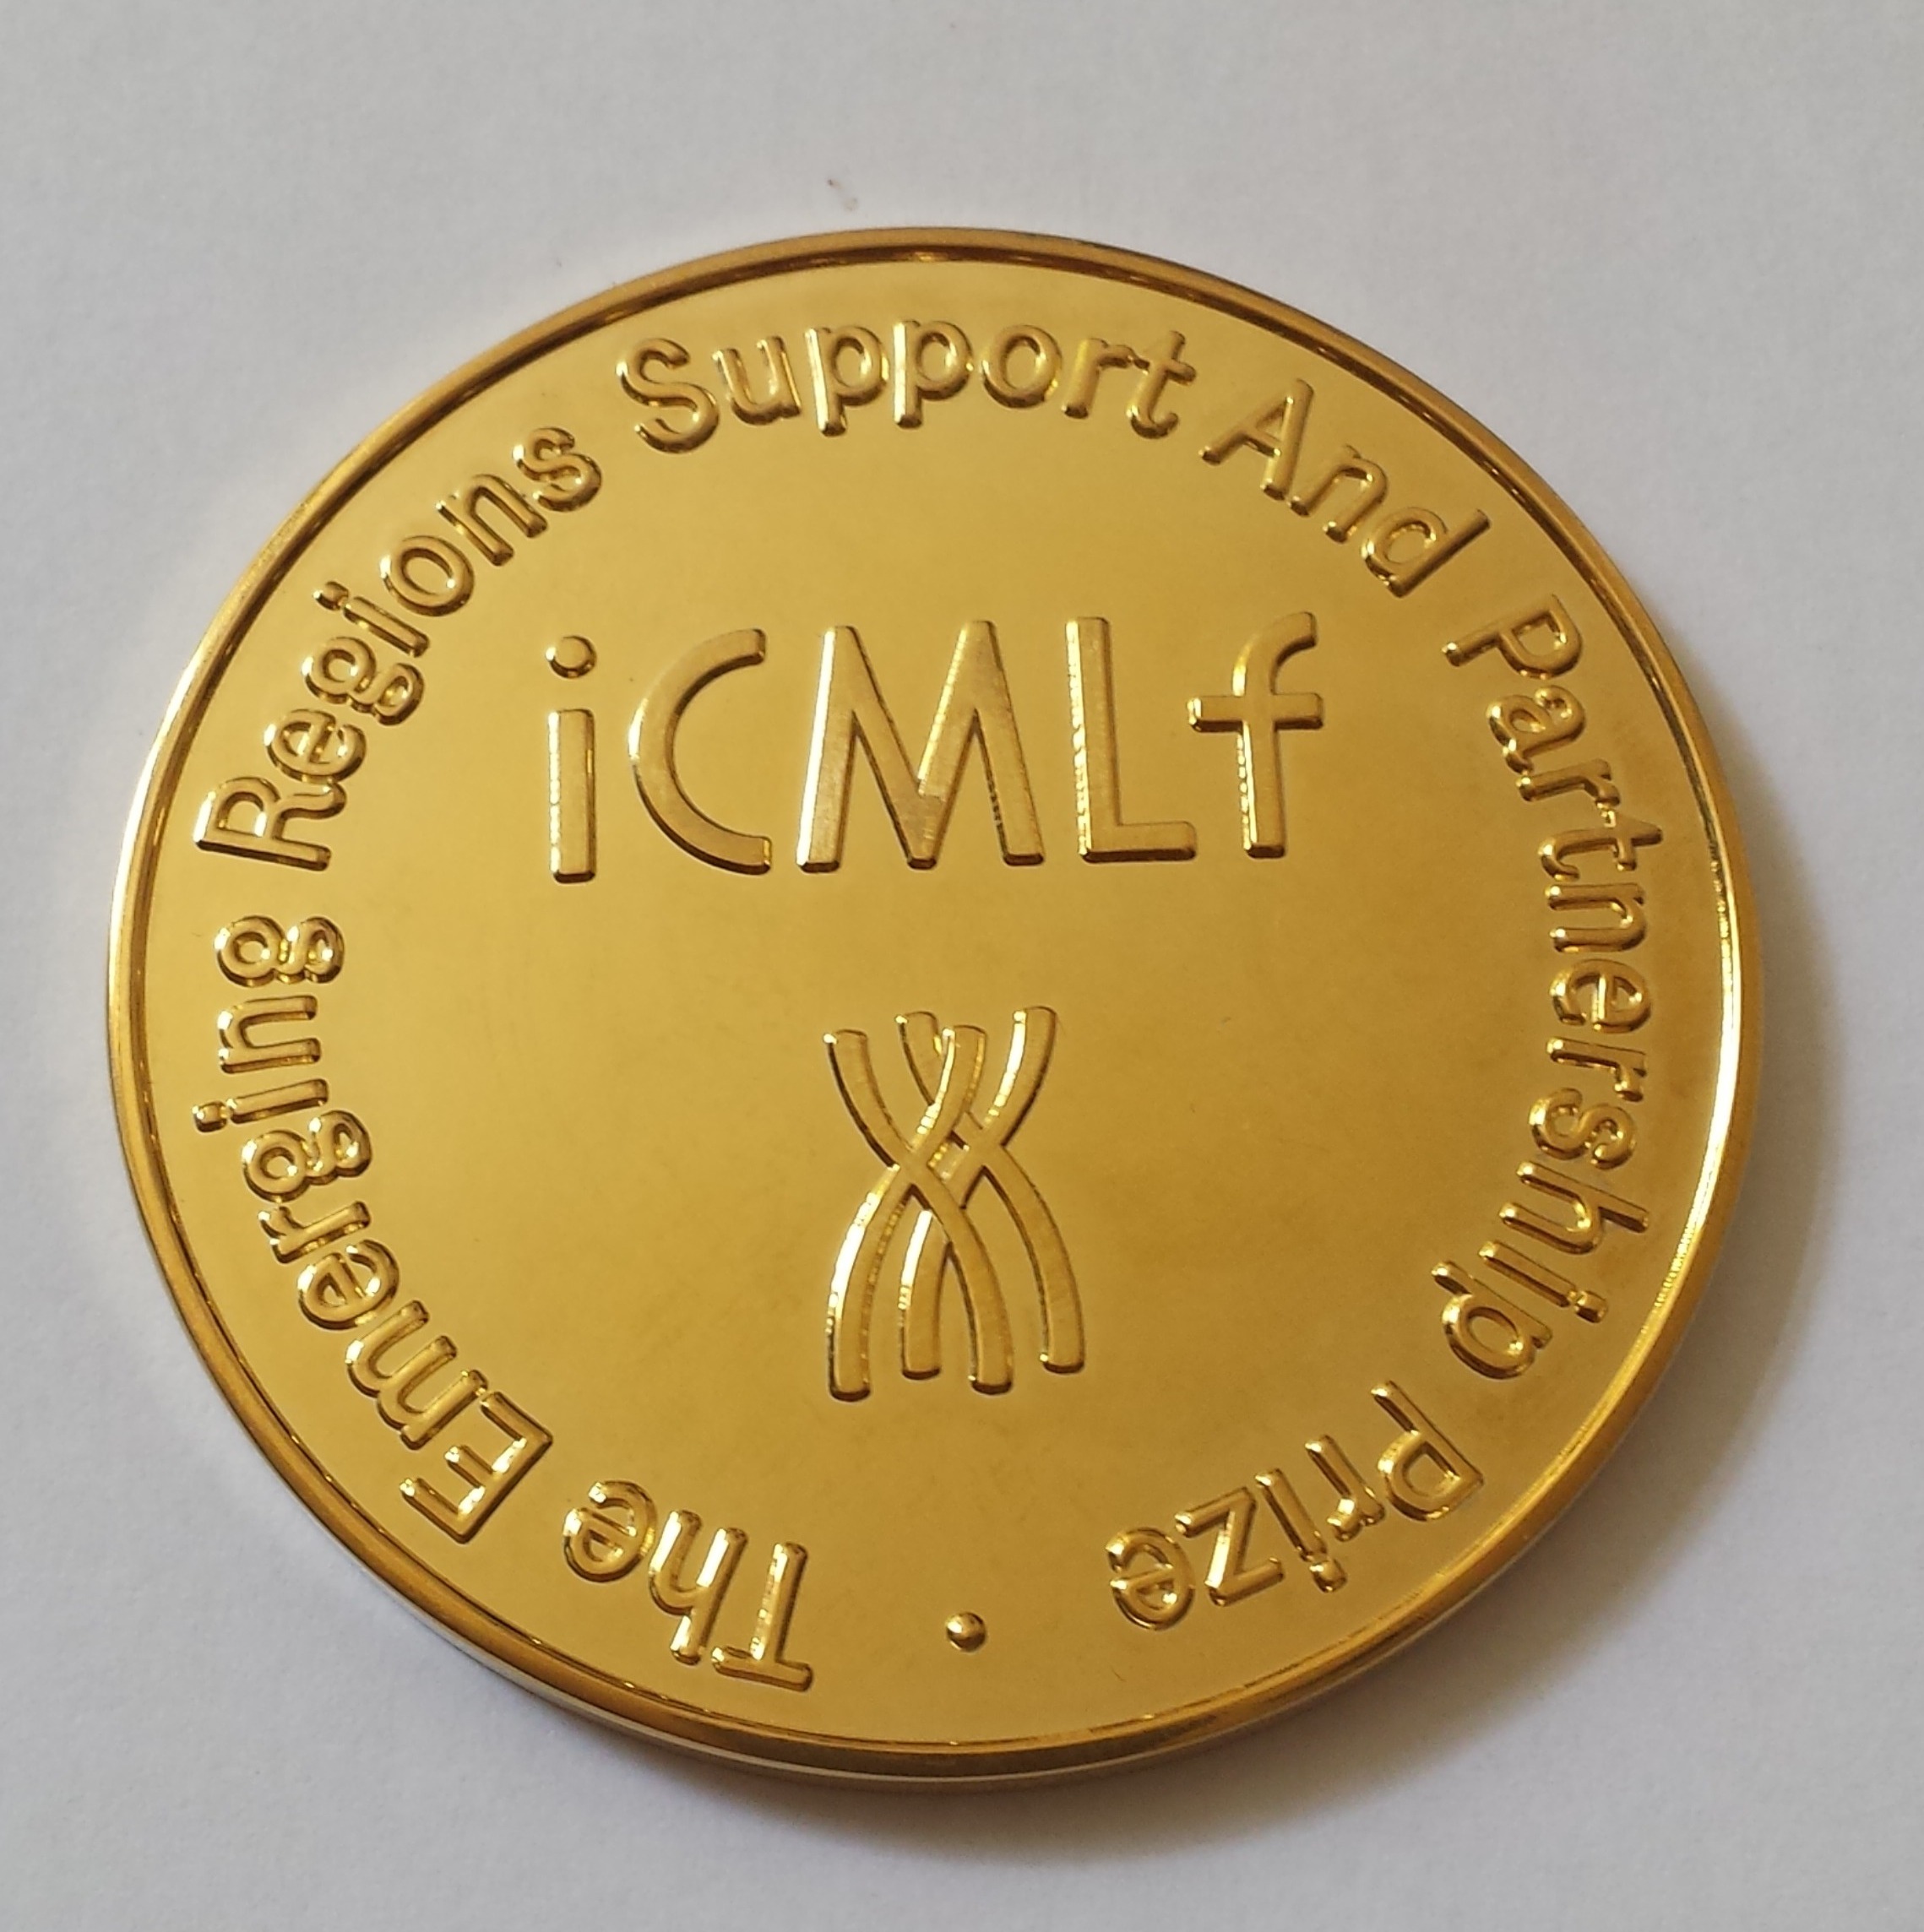 The Emerging Regions Support And Partnership Prize
iCMLf